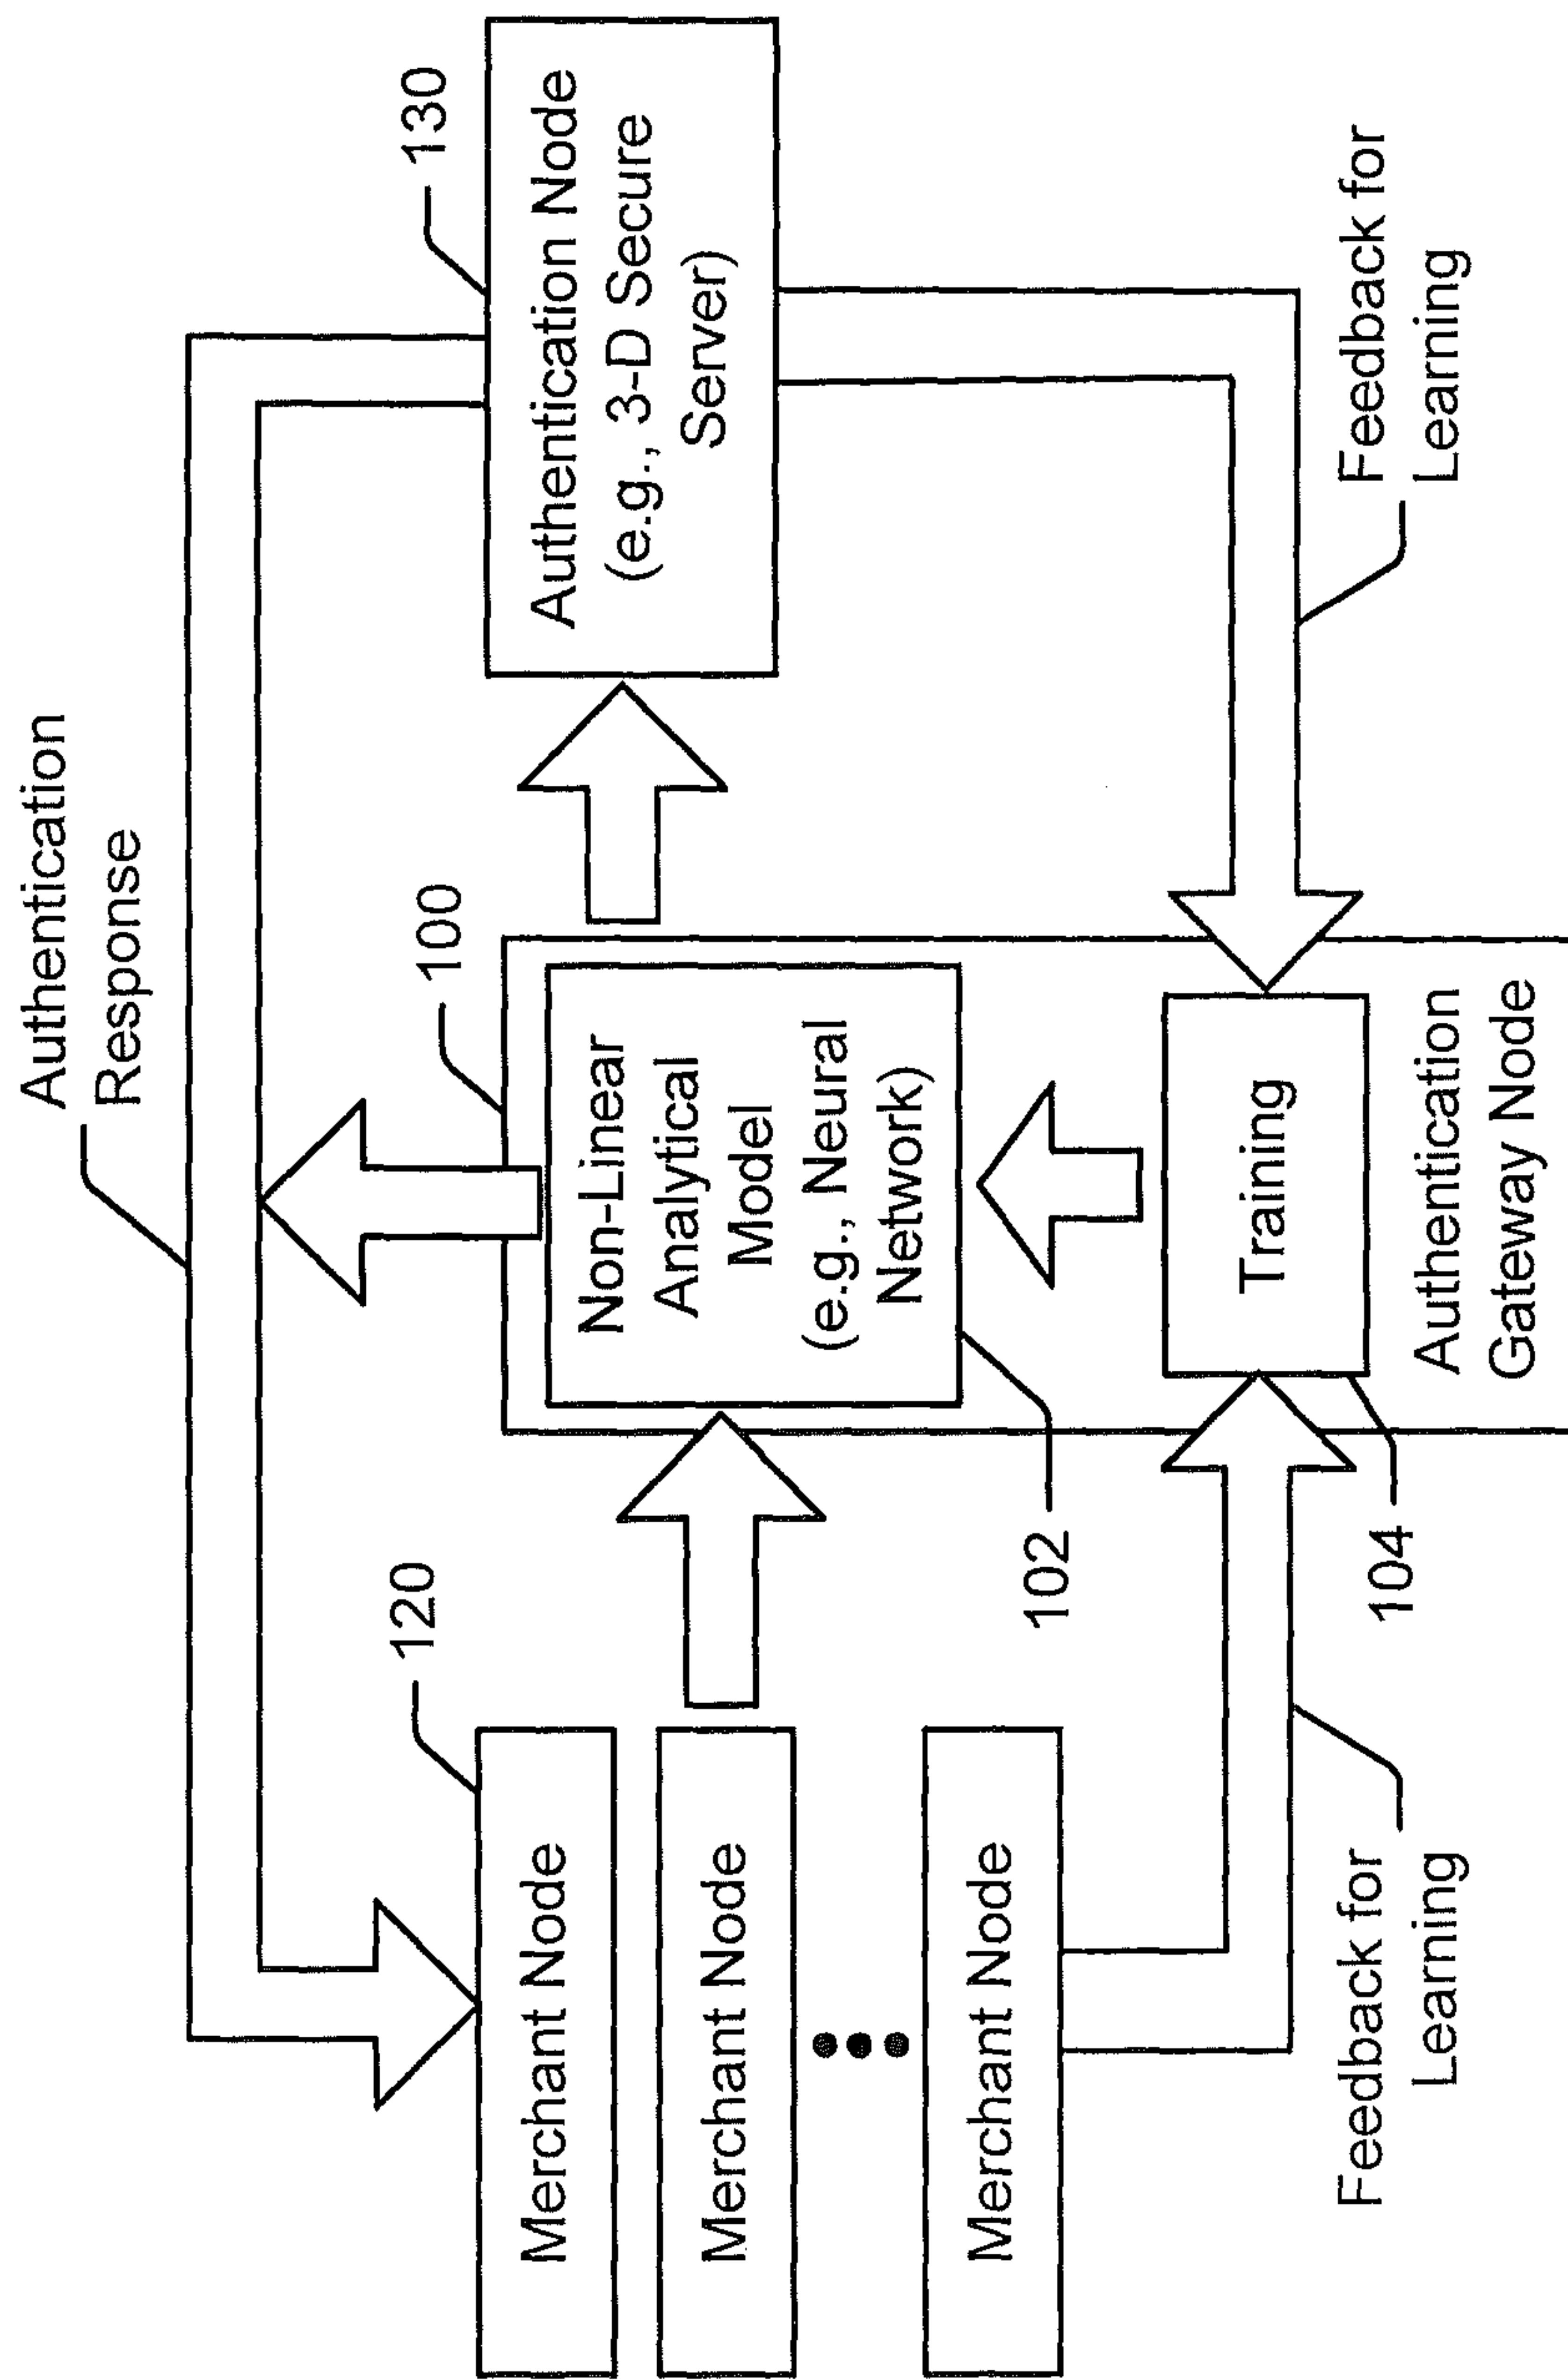 Authentication
Response
120
Merchant Node
Merchant Node
Merchant Node
100
Non-Linear
Analytical
Model
(e.g., Neural
Network)
102
Training
104
Authentication
Gateway Node
130
Authentication Node
(e.g., 3-D Secure
Server)
Feedback for
Learning
Feedback for
Learning